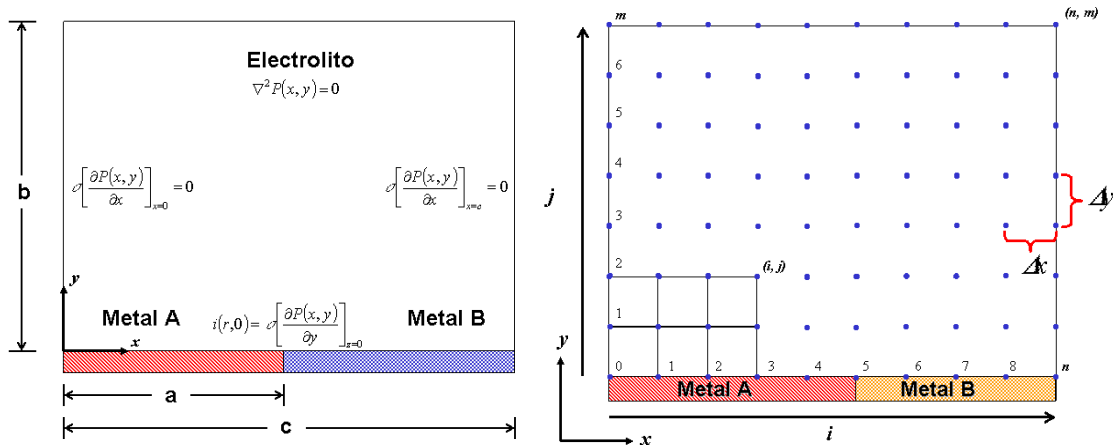 Electrolito
∇²P(x, y) = 0
b
σ[∂P(x, y)/∂x]x=0 = 0
σ[∂P(x, y)/∂x]x=c = 0
y
x
Metal A
i(r,0) = σ[∂P(x, y)/∂y]z=0
Metal B
a
c
m
(n, m)
6
5
4
3
2
1
j
Δy
Δx
(i, j)
0
1
2
3
4
5
6
7
8
n
Metal A
Metal B
y
x
i